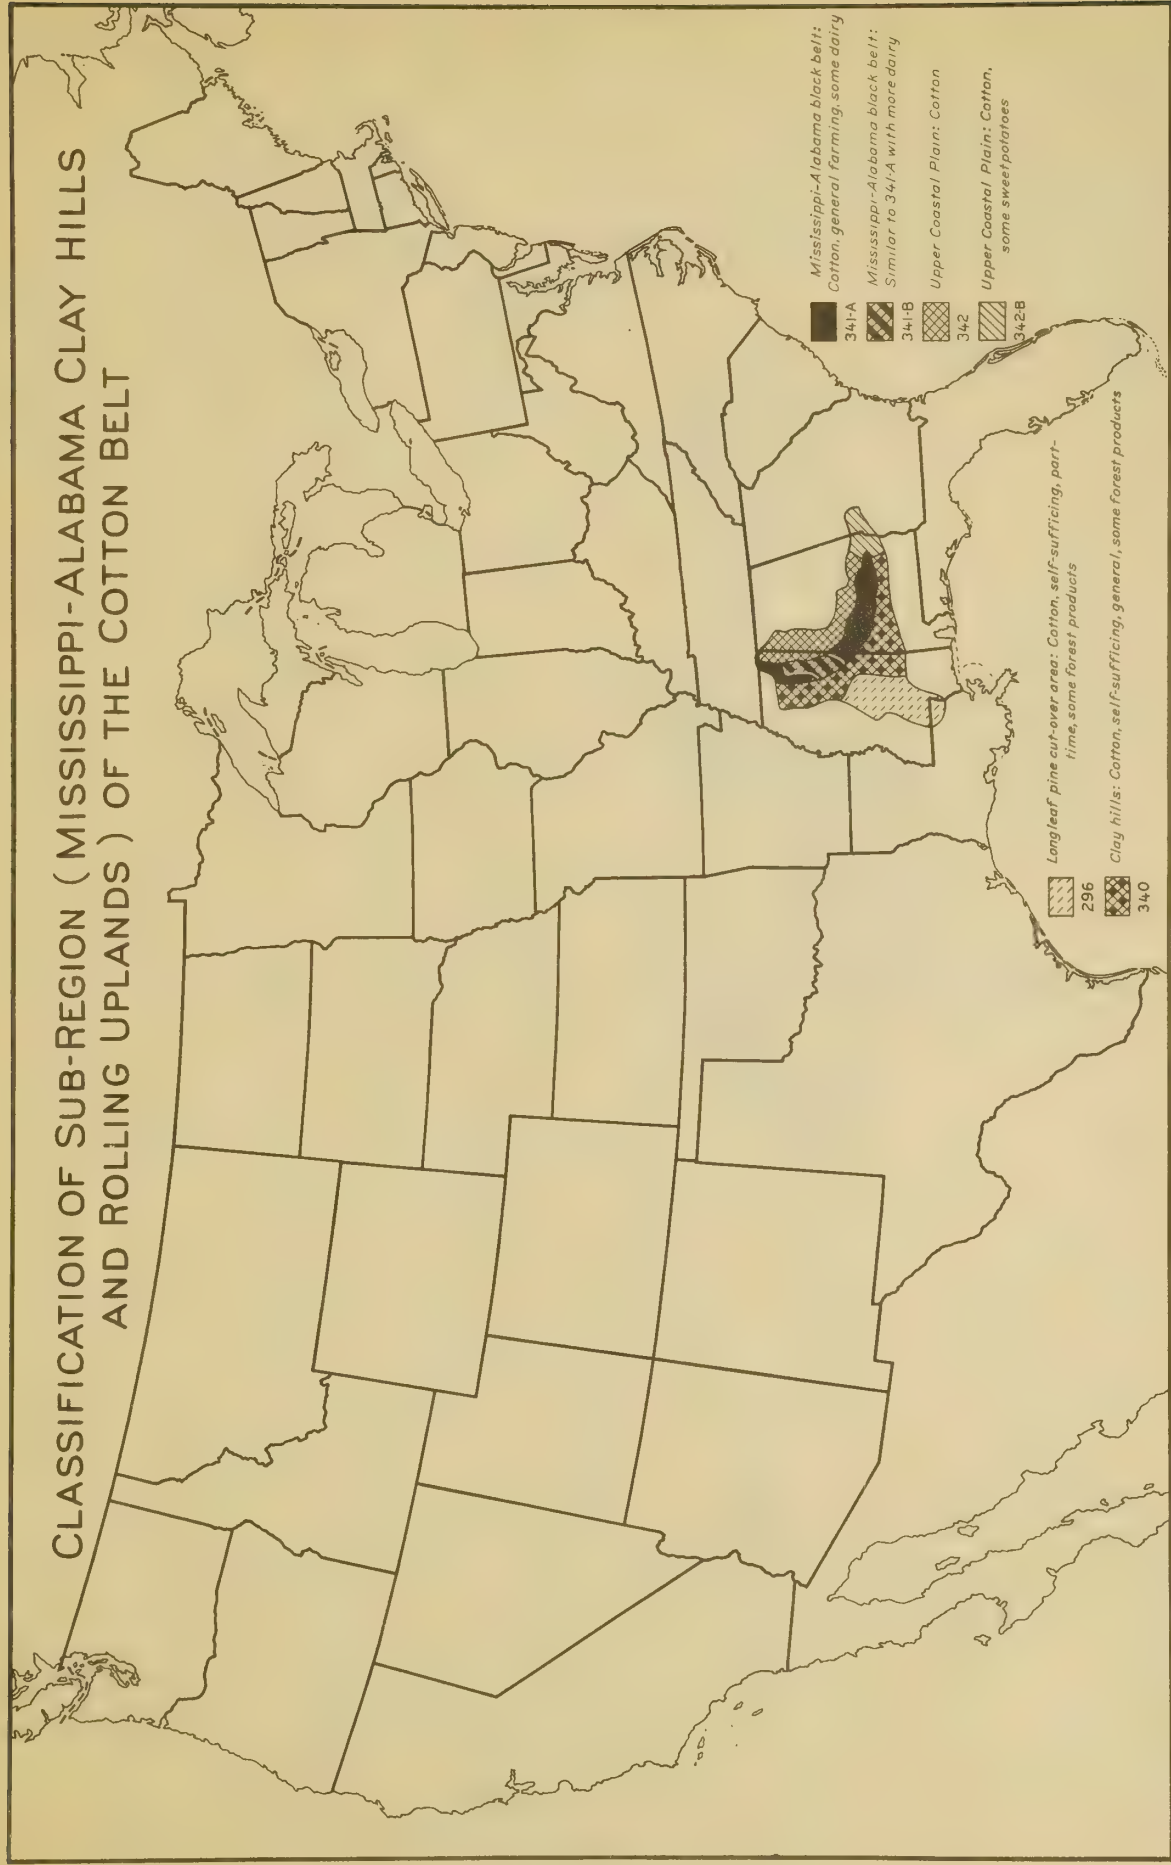 CLASSIFICATION OF SUB-REGION (MISSISSIPPI-ALABAMA CLAY HILLS
AND ROLLING UPLANDS) OF THE COTTON BELT
296
Longleaf pine cut-over area: Cotton, self-sufficing, part-
time, some forest products
340
Clay hills: Cotton, self-sufficing, general, some forest products
341-A
Mississippi-Alabama black belt:
Cotton, general farming, some dairy
341-B
Mississippi-Alabama black belt:
Similar to 341-A with more dairy
342
Upper Coastal Plain: Cotton
342-B
Upper Coastal Plain: Cotton,
some sweetpotatoes